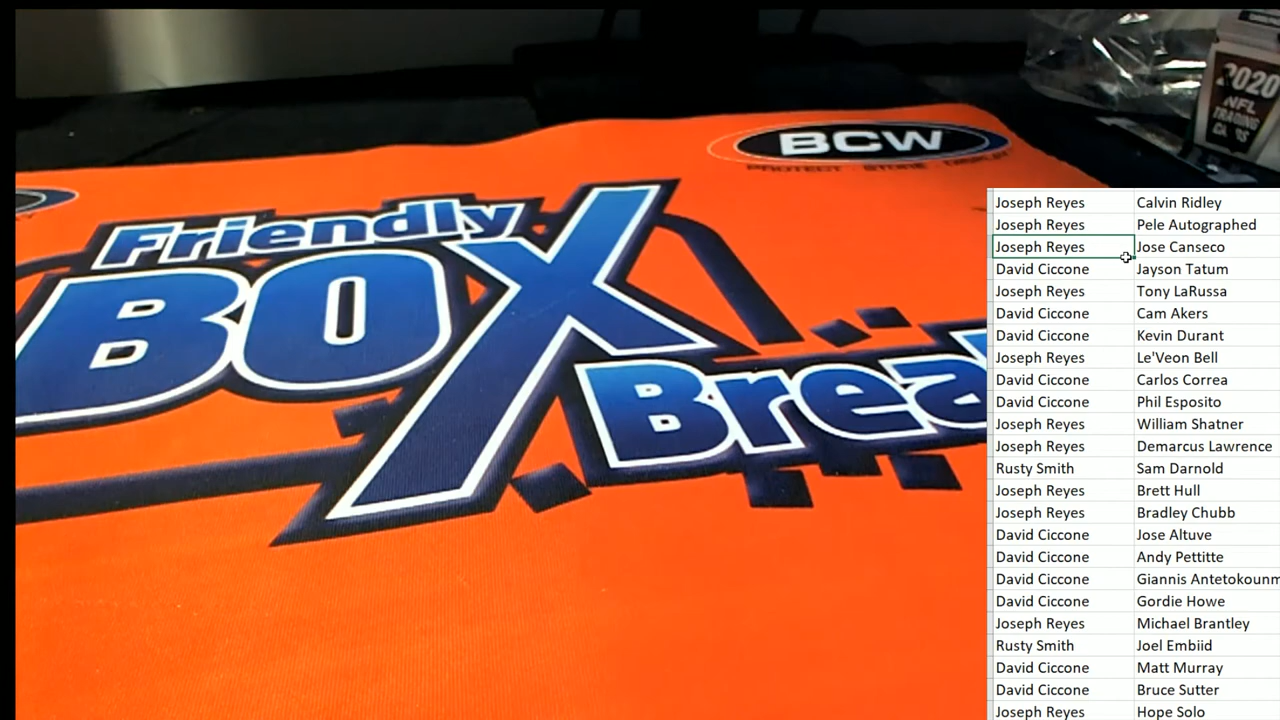 BCW
PROTECT STORE DISPLAY
Friendly
BOX
Brea
2020
NFL
TRADING
Joseph Reyes Calvin Ridley
Joseph Reyes Pele Autographed
Joseph Reyes Jose Canseco
David Ciccone Jayson Tatum
Joseph Reyes Tony LaRussa
David Ciccone Cam Akers
David Ciccone Kevin Durant
Joseph Reyes Le'Veon Bell
David Ciccone Carlos Correa
David Ciccone Phil Esposito
Joseph Reyes William Shatner
Joseph Reyes Demarcus Lawrence
Rusty Smith Sam Darnold
Joseph Reyes Brett Hull
Joseph Reyes Bradley Chubb
David Ciccone Jose Altuve
David Ciccone Andy Pettitte
David Ciccone Giannis Antetokounm
David Ciccone Gordie Howe
Joseph Reyes Michael Brantley
Rusty Smith Joel Embiid
David Ciccone Matt Murray
David Ciccone Bruce Sutter
Joseph Reyes Hope Solo